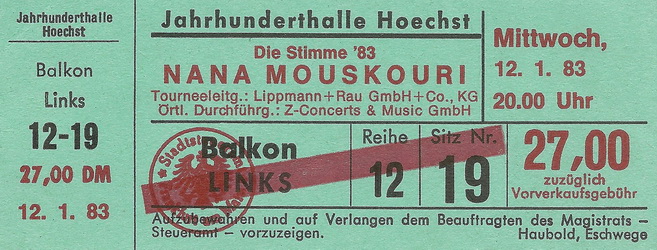 Jahrhunderthalle
Hoechst
Balkon
Links
12-19
27,00 DM
12. 1. 83
Jahrhunderthalle Hoechst
Die Stimme '83
NANA MOUSKOURI
Tourneeleitg.: Lippmann+Rau GmbH+Co., KG
Örtl. Durchführg.: Z-Concerts & Music GmbH
Mittwoch,
12. 1. 83
20.00 Uhr
Balkon
LINKS
Reihe
12
Sitz Nr.
19
27,00
zuzüglich
Vorverkaufsgebühr
Aufzubewahren und auf Verlangen dem Beauftragten des Magistrats –
Steueramt – vorzuzeigen. Haubold, Eschwege